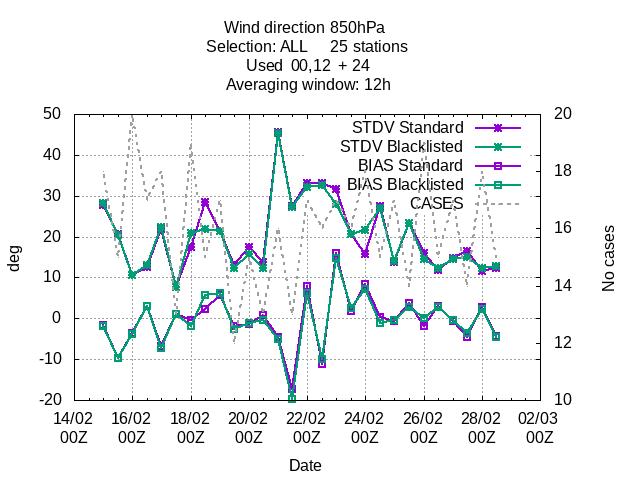 Wind direction 850hPa
Selection: ALL 25 stations
Used 00,12 + 24
Averaging window: 12h
50
40
30
20
10
0
-10
-20
deg
20
18
16
14
12
10
No cases
STDV Standard
STDV Blacklisted
BIAS Standard
BIAS Blacklisted
CASES
14/02 16/02 18/02 20/02 22/02 24/02 26/02 28/02 02/03
00Z 00Z 00Z 00Z 00Z 00Z 00Z 00Z 00Z
Date